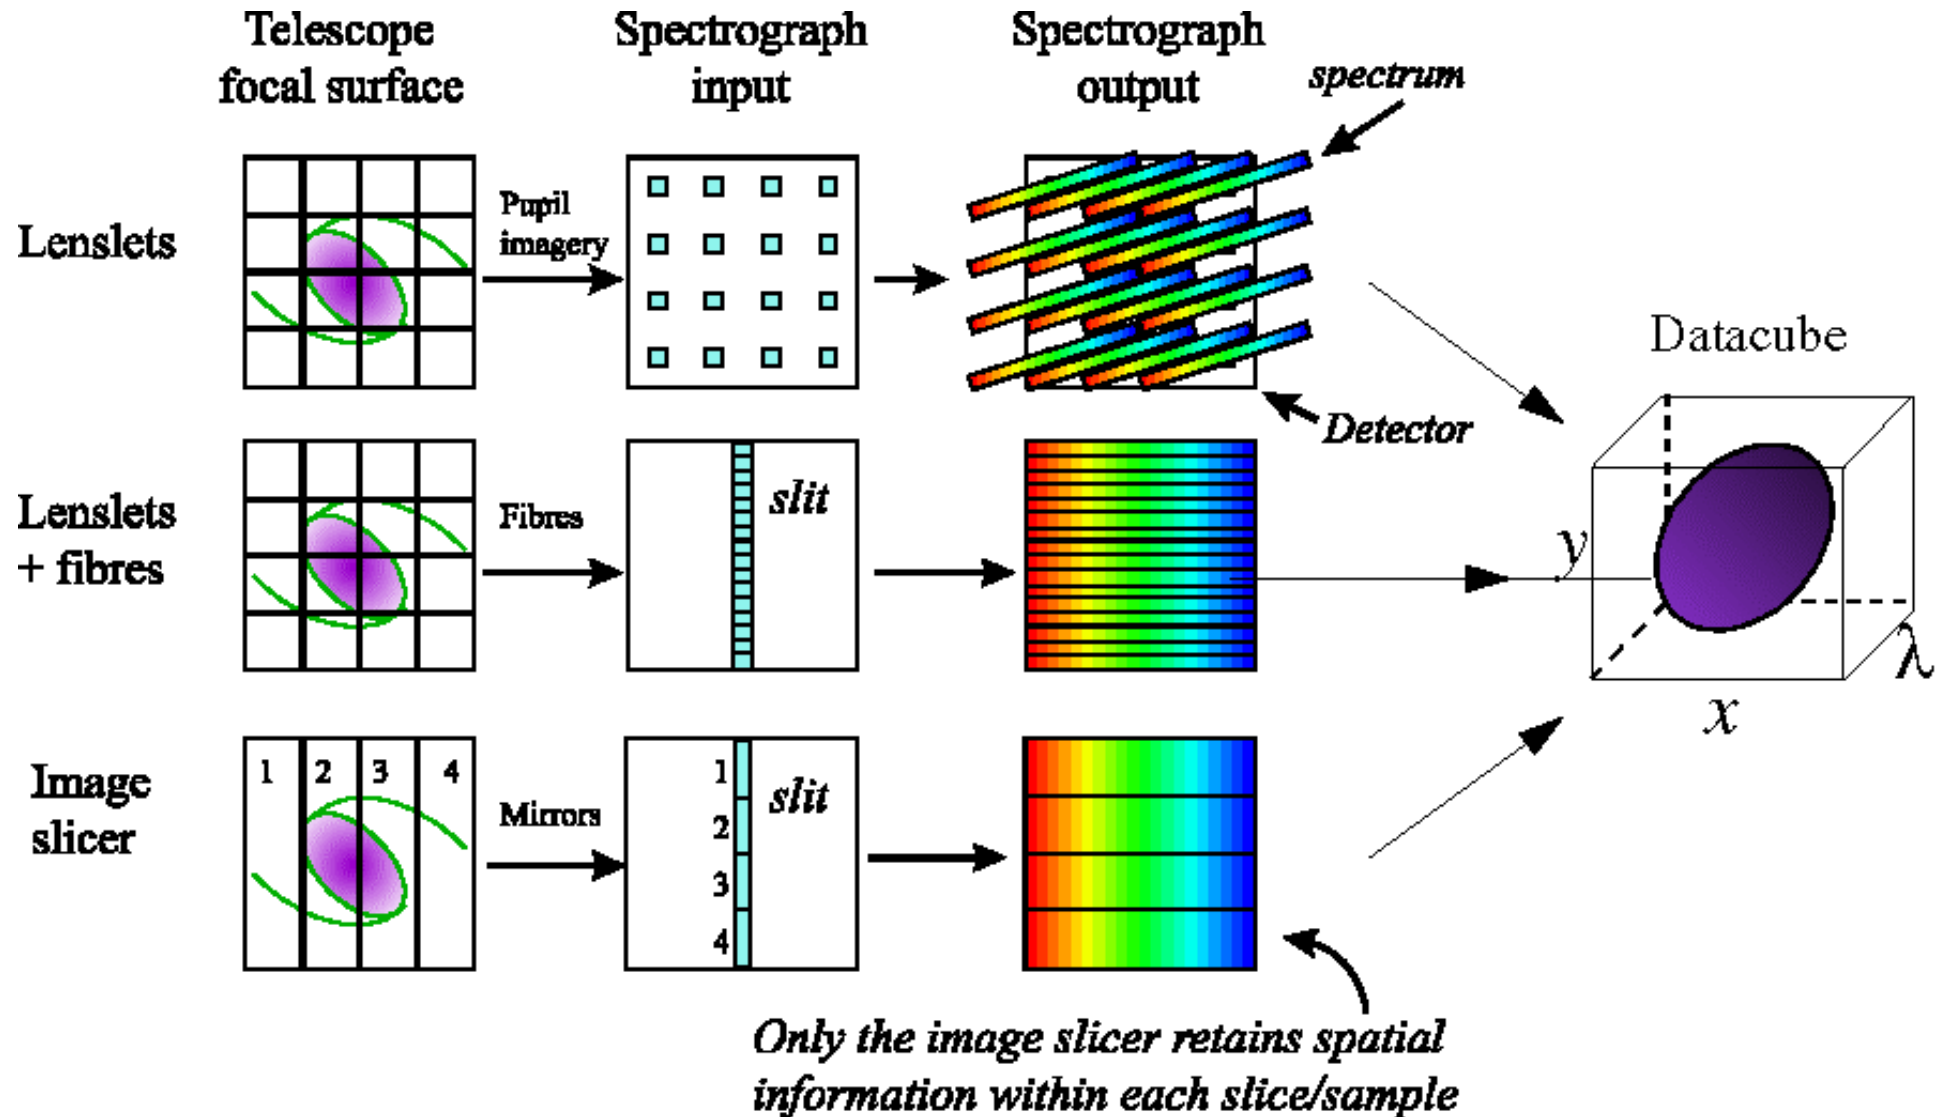 Telescope
focal surface
Spectrograph
input
Spectrograph
output
spectrum
Lenslets
Pupil
imagery
Datacube
Detector
Lenslets
+ fibres
Fibres
slit
y
λ
x
Image
slicer
1 2 3 4
Mirrors
1
2
3
4
slit
Only the image slicer retains spatial
information within each slice/sample